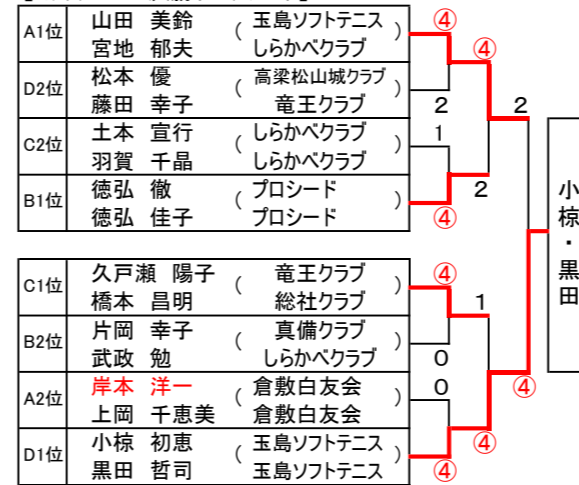 A1位 山田 美鈴 ( 玉島ソフトテニス ) ④
宮地 郁夫 しらかべクラブ ④
D2位 松本 優 ( 高梁松山城クラブ )
藤田 幸子 竜王クラブ 2 2
C2位 土本 宣行 ( しらかべクラブ ) 1
羽賀 千晶 しらかべクラブ
B1位 徳弘 徹 ( プロシード ) 2
徳弘 佳子 プロシード ④
小椋・黒田
C1位 久戸瀬 陽子 ( 竜王クラブ ) ④
橋本 昌明 総社クラブ 1
B2位 片岡 幸子 ( 真備クラブ )
武政 勉 しらかべクラブ 0
A2位 岸本 洋一 ( 倉敷白友会 ) 0 ④
上岡 千恵美 倉敷白友会
D1位 小椋 初恵 ( 玉島ソフトテニス ) ④
黒田 哲司 玉島ソフトテニス ④